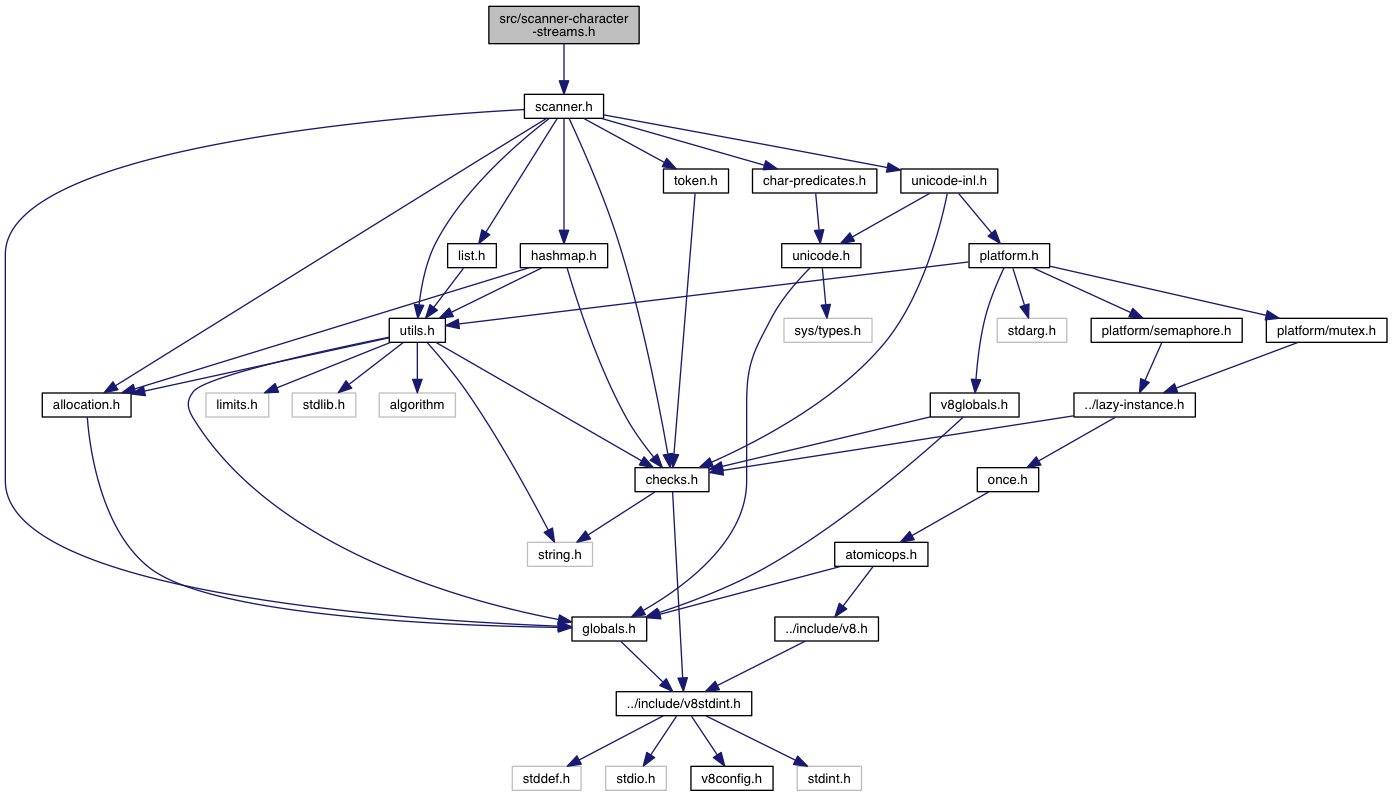 src/scanner-character
-streams.h
scanner.h
token.h
char-predicates.h
unicode-inl.h
list.h
hashmap.h
unicode.h
platform.h
utils.h
sys/types.h
stdarg.h
platform/semaphore.h
platform/mutex.h
allocation.h
limits.h
stdlib.h
algorithm
v8globals.h
../lazy-instance.h
checks.h
once.h
string.h
atomicops.h
globals.h
../include/v8.h
../include/v8stdint.h
stddef.h
stdio.h
v8config.h
stdint.h